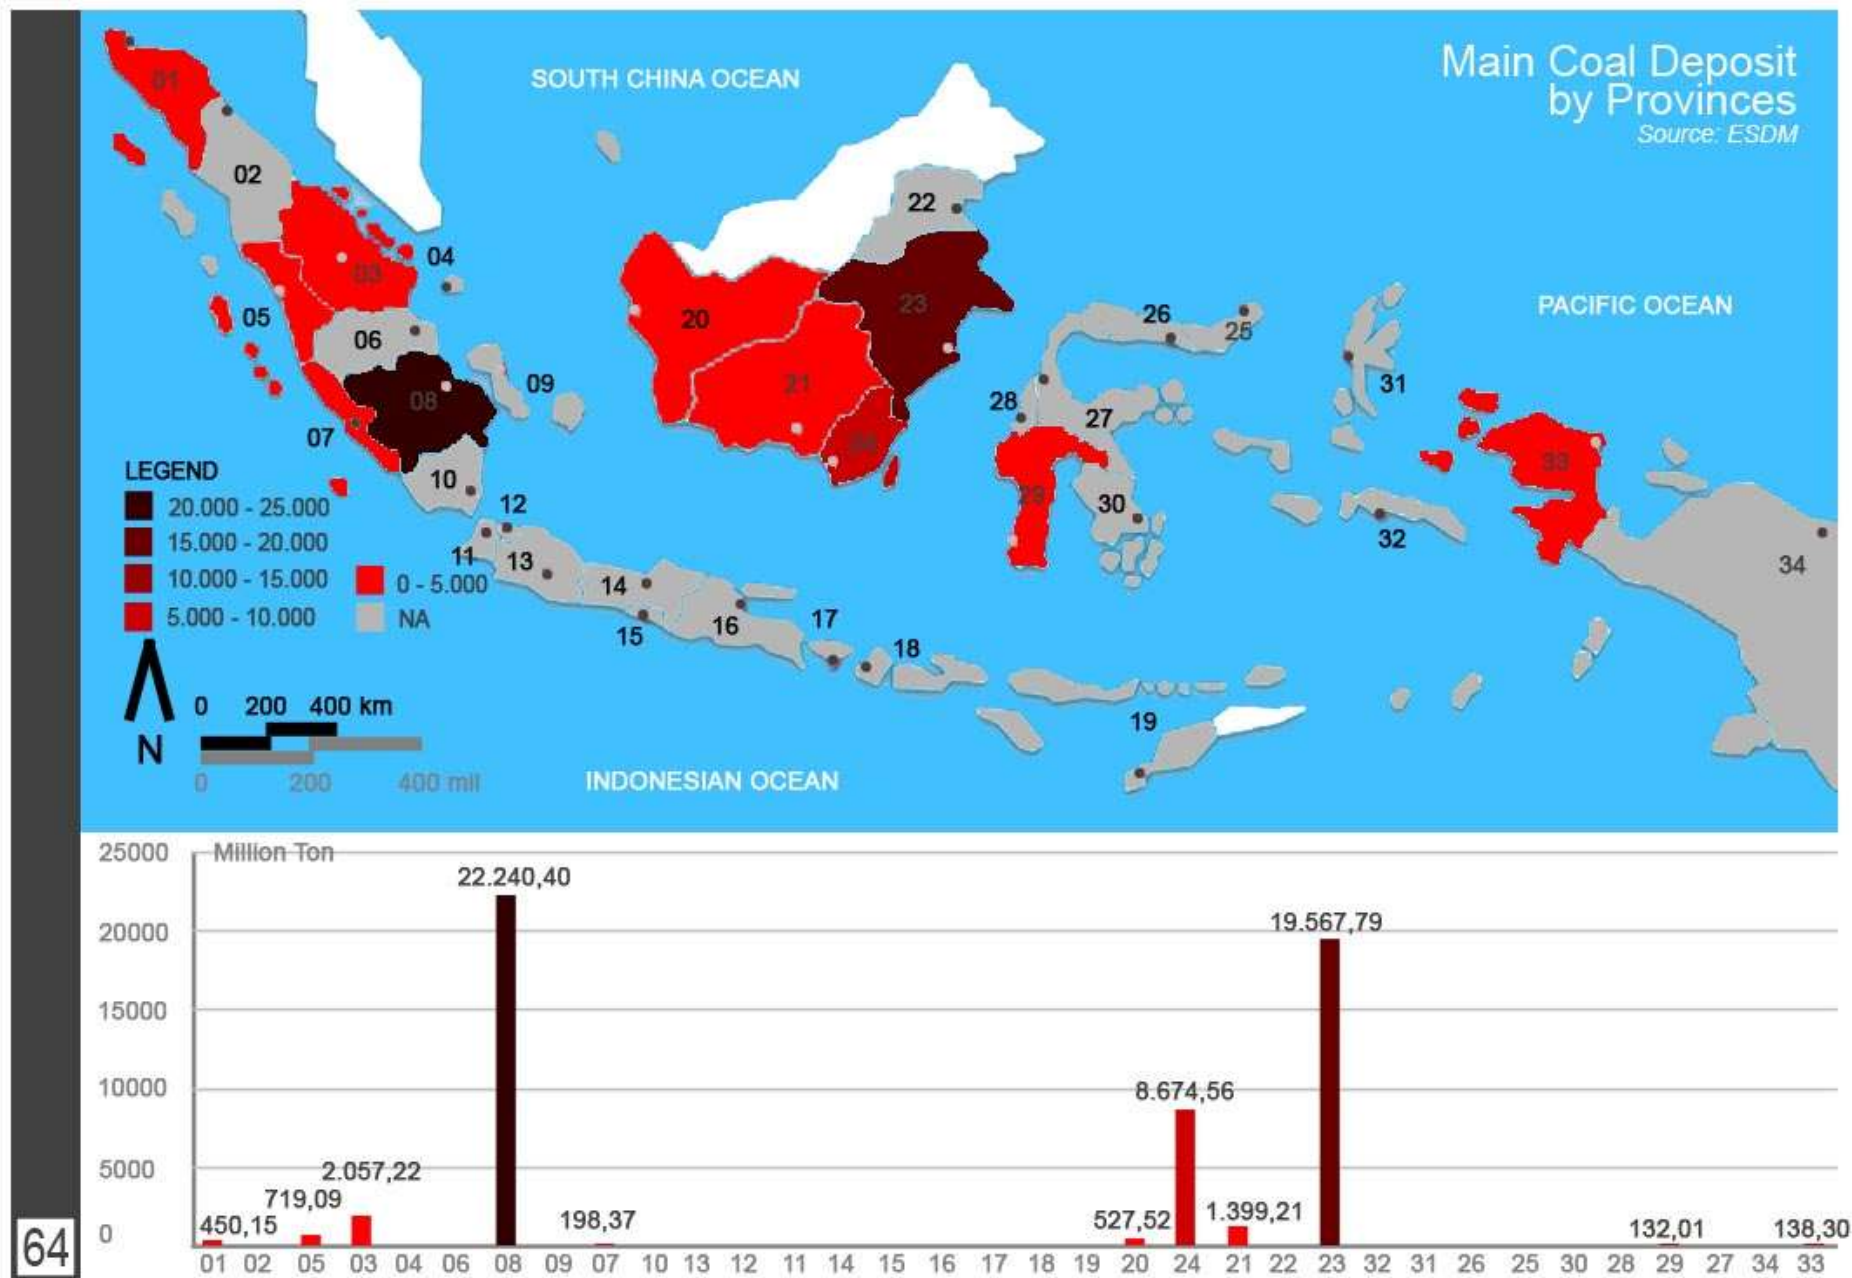 Main Coal Deposit
by Provinces
Source: ESDM
SOUTH CHINA OCEAN
PACIFIC OCEAN
INDONESIAN OCEAN
01
02
03
04
05
06
07
08
09
10
11
12
13
14
15
16
17
18
19
20
21
22
23
24
25
26
27
28
29
30
31
32
33
34
LEGEND
20.000 - 25.000
15.000 - 20.000
10.000 - 15.000
5.000 - 10.000
0 - 5.000
NA
N
0 200 400 km
0 200 400 mil
Million Ton
25000
20000
15000
10000
5000
0
450,15
719,09
2.057,22
22.240,40
198,37
527,52
8.674,56
1.399,21
19.567,79
132,01
138,30
01 02 05 03 04 06 08 09 07 10 13 12 11 14 15 16 17 18 19 20 24 21 22 23 32 31 26 25 30 28 29 27 34 33
64